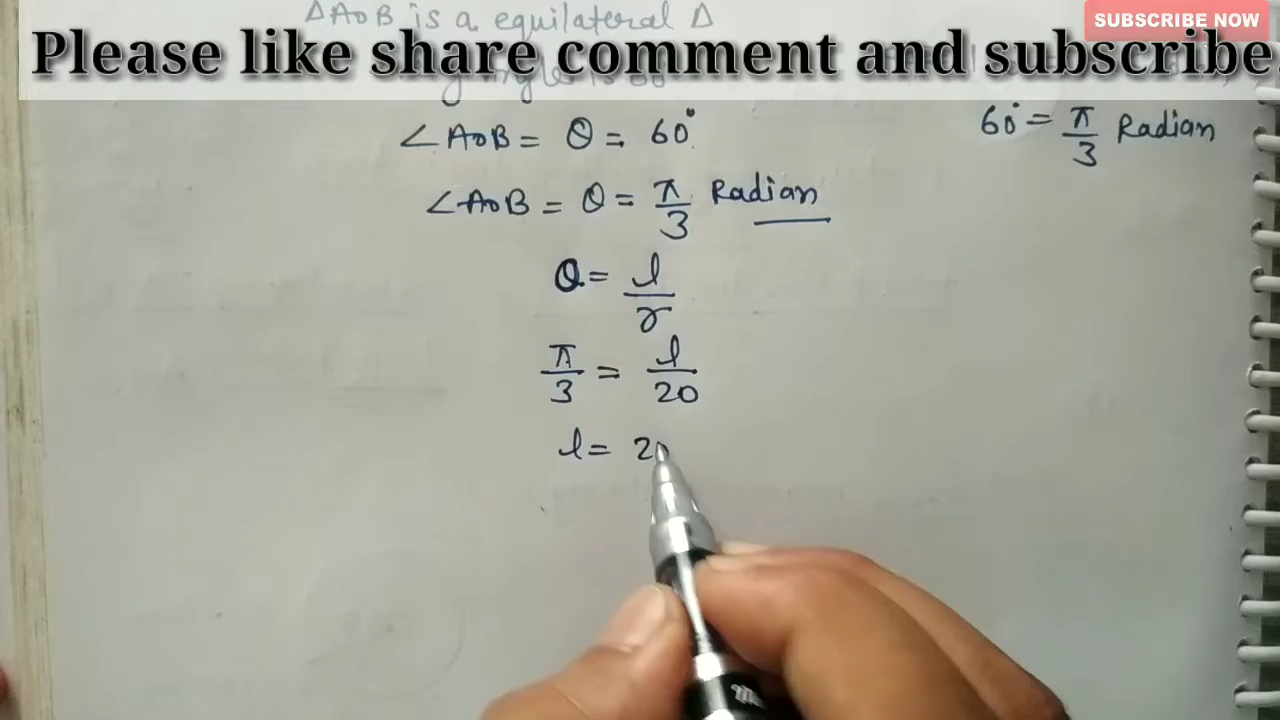 ΔAOB is a equilateral Δ
SUBSCRIBE NOW
Please like share comment and subscribe.
∠AOB = θ = 60°
60° = π/3 Radian
∠AOB = θ = π/3 Radian
θ = l/r
π/3 = l/20
l = 20